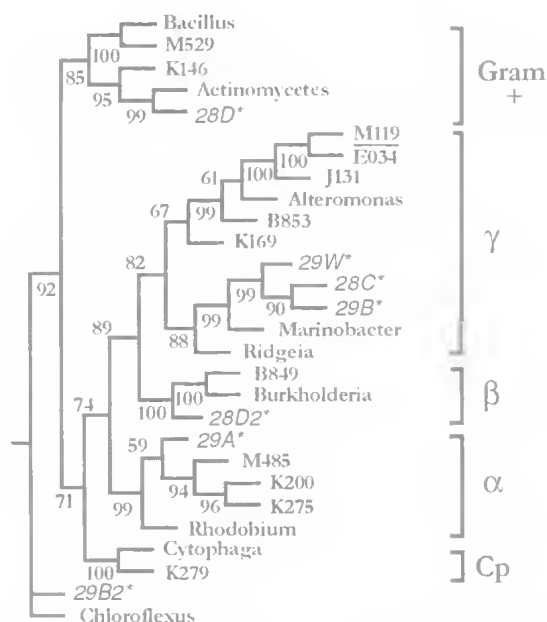 Bacillus
100
M529
85
K146
Gram
+
Actinomycetes
95
99
28D*
M119
100
E034
100
J131
61
Alteromonas
99
67
B853
γ
K169
82
29W*
28C*
99
90
29B*
92
99
Marinobacter
89
88
Ridgeia
B849
100
Burkholderia
β
74
100
28D2*
29A*
59
M485
94
K200
α
71
96
K275
99
Rhodobium
Cytophaga
100
K279
Cp
29B2*
Chloroflexus